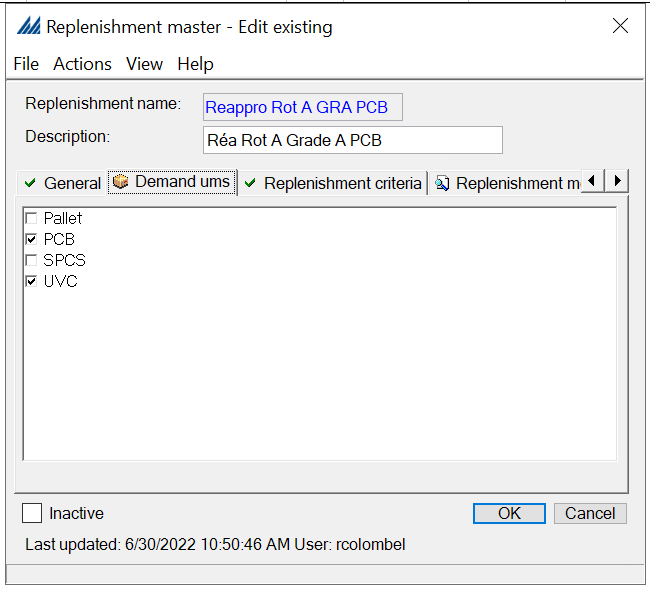 Replenishment master - Edit existing
File Actions View Help
Replenishment name: Reappro Rot A GRA PCB
Description: Réa Rot A Grade A PCB
General Demand ums Replenishment criteria Replenishment m
Pallet
PCB
SPCS
UVC
Inactive OK Cancel
Last updated: 6/30/2022 10:50:46 AM User: rcolombel